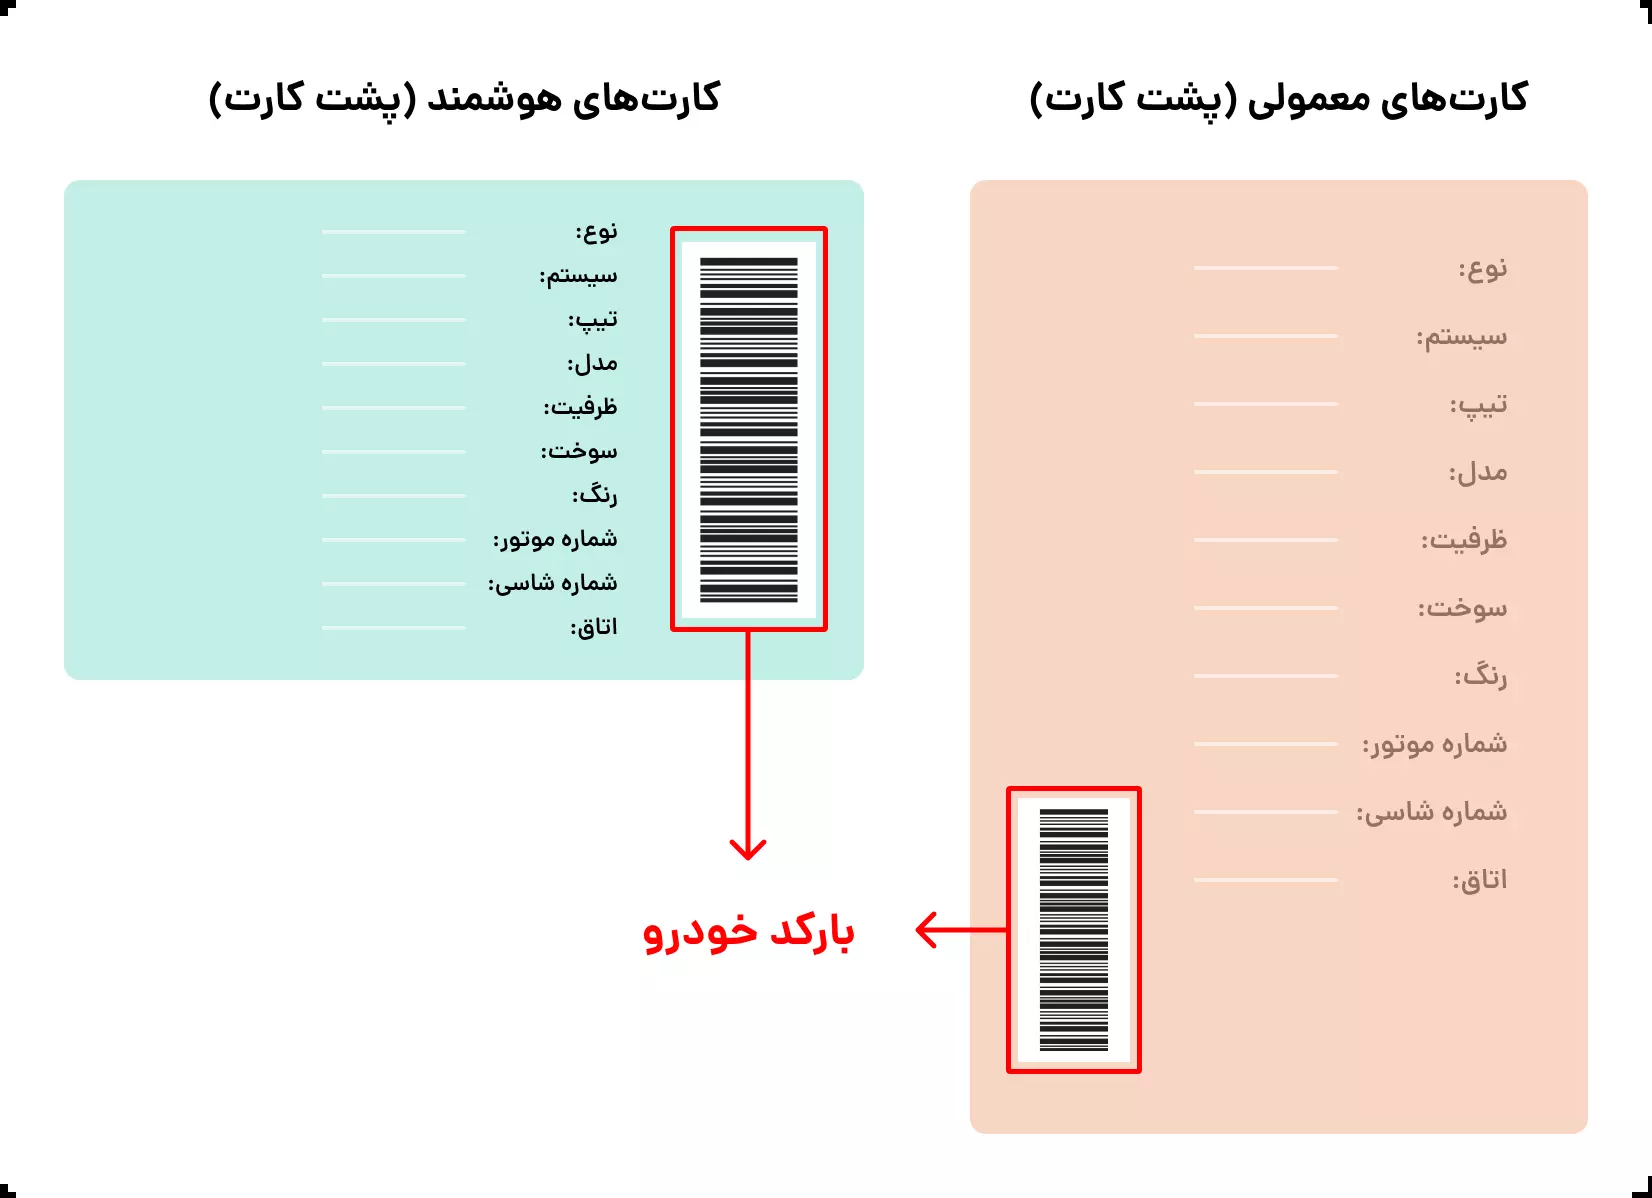 کارت‌های معمولی (پشت کارت)
نوع:
سیستم:
تیپ:
مدل:
ظرفیت:
سوخت:
رنگ:
شماره موتور:
شماره شاسی:
اتاق:
کارت‌های هوشمند (پشت کارت)
نوع:
سیستم:
تیپ:
مدل:
ظرفیت:
سوخت:
رنگ:
شماره موتور:
شماره شاسی:
اتاق:
بارکد خودرو